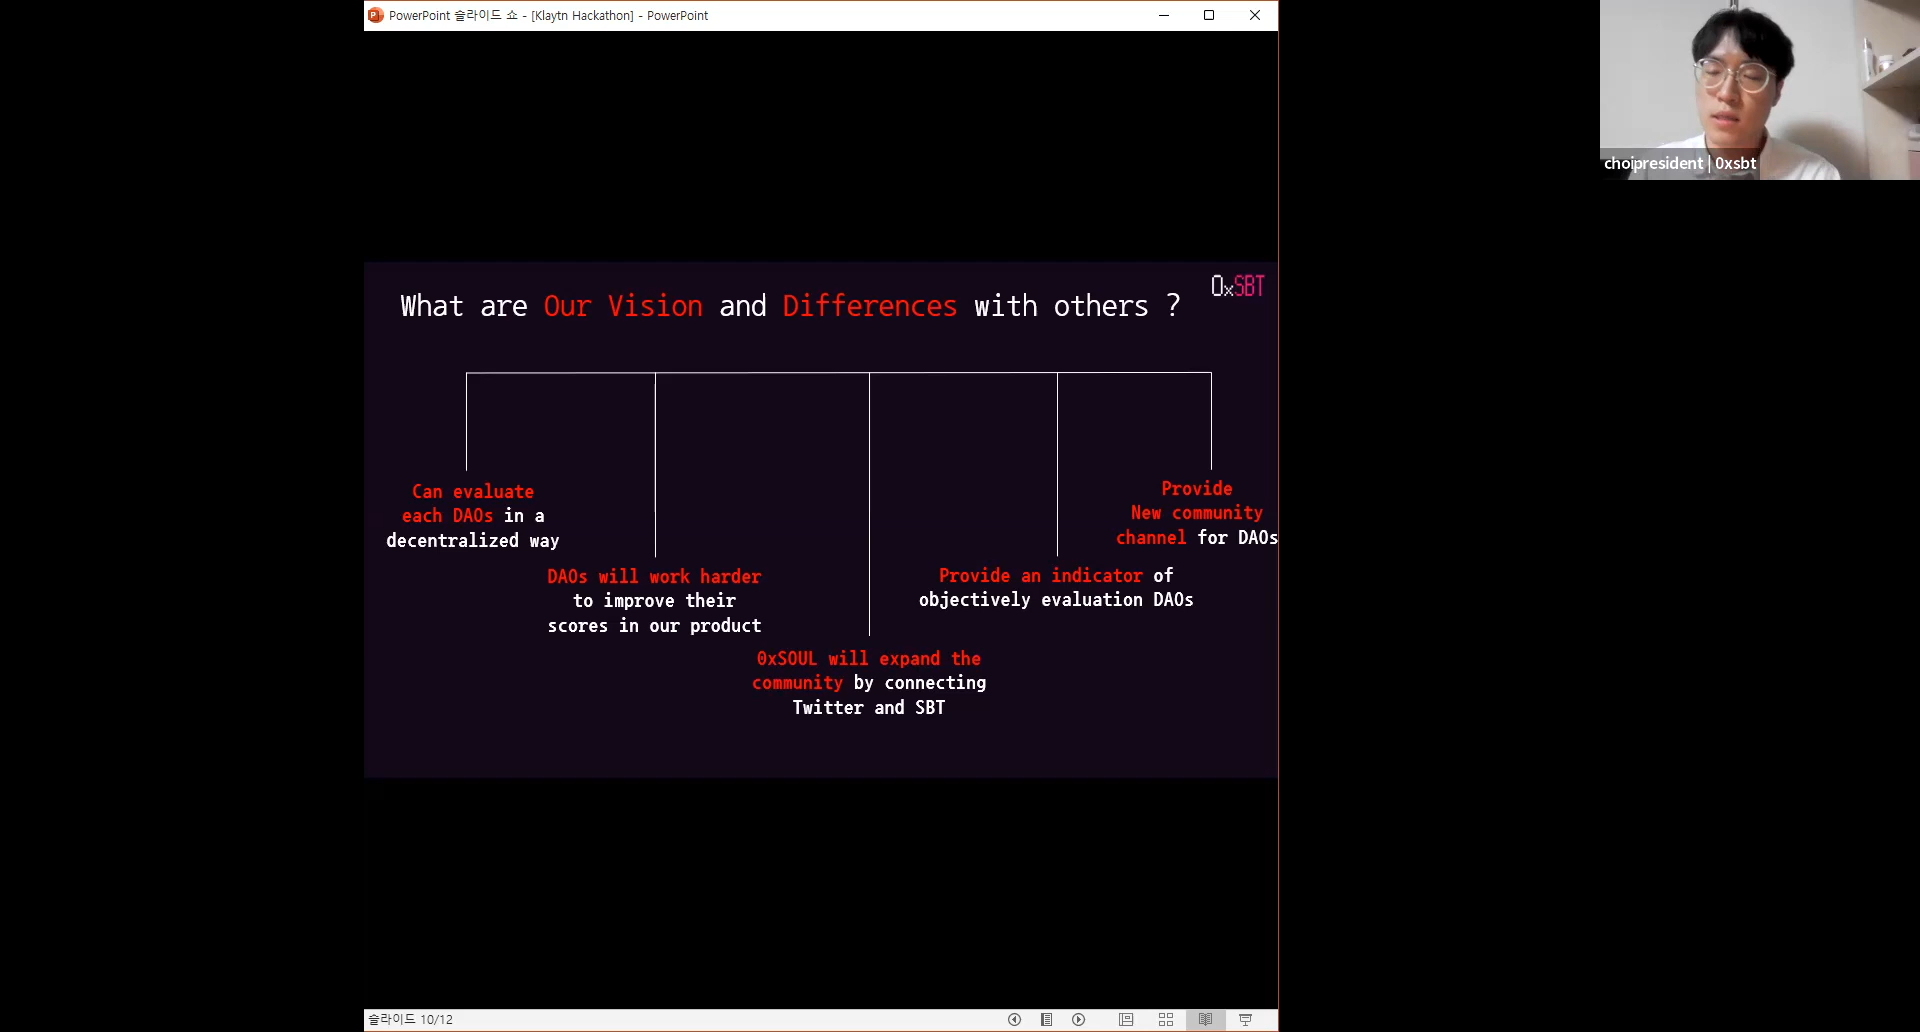 PowerPoint 슬라이드 쇼 - [Klaytn Hackathon] - PowerPoint
choipresident | 0xsbt
0xSBT
What are Our Vision and Differences with others ?
Can evaluate
each DAOs in a
decentralized way
DAOs will work harder
to improve their
scores in our product
0xSOUL will expand the
community by connecting
Twitter and SBT
Provide an indicator of
objectively evaluation DAOs
Provide
New community
channel for DAOs
슬라이드 10/12